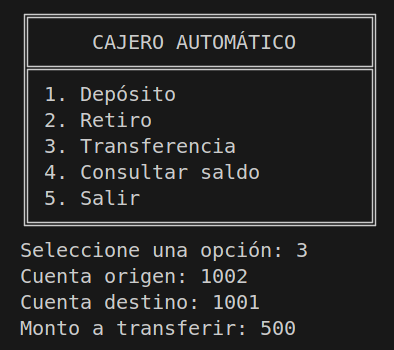 CAJERO AUTOMÁTICO
1. Depósito
2. Retiro
3. Transferencia
4. Consultar saldo
5. Salir
Seleccione una opción: 3
Cuenta origen: 1002
Cuenta destino: 1001
Monto a transferir: 500